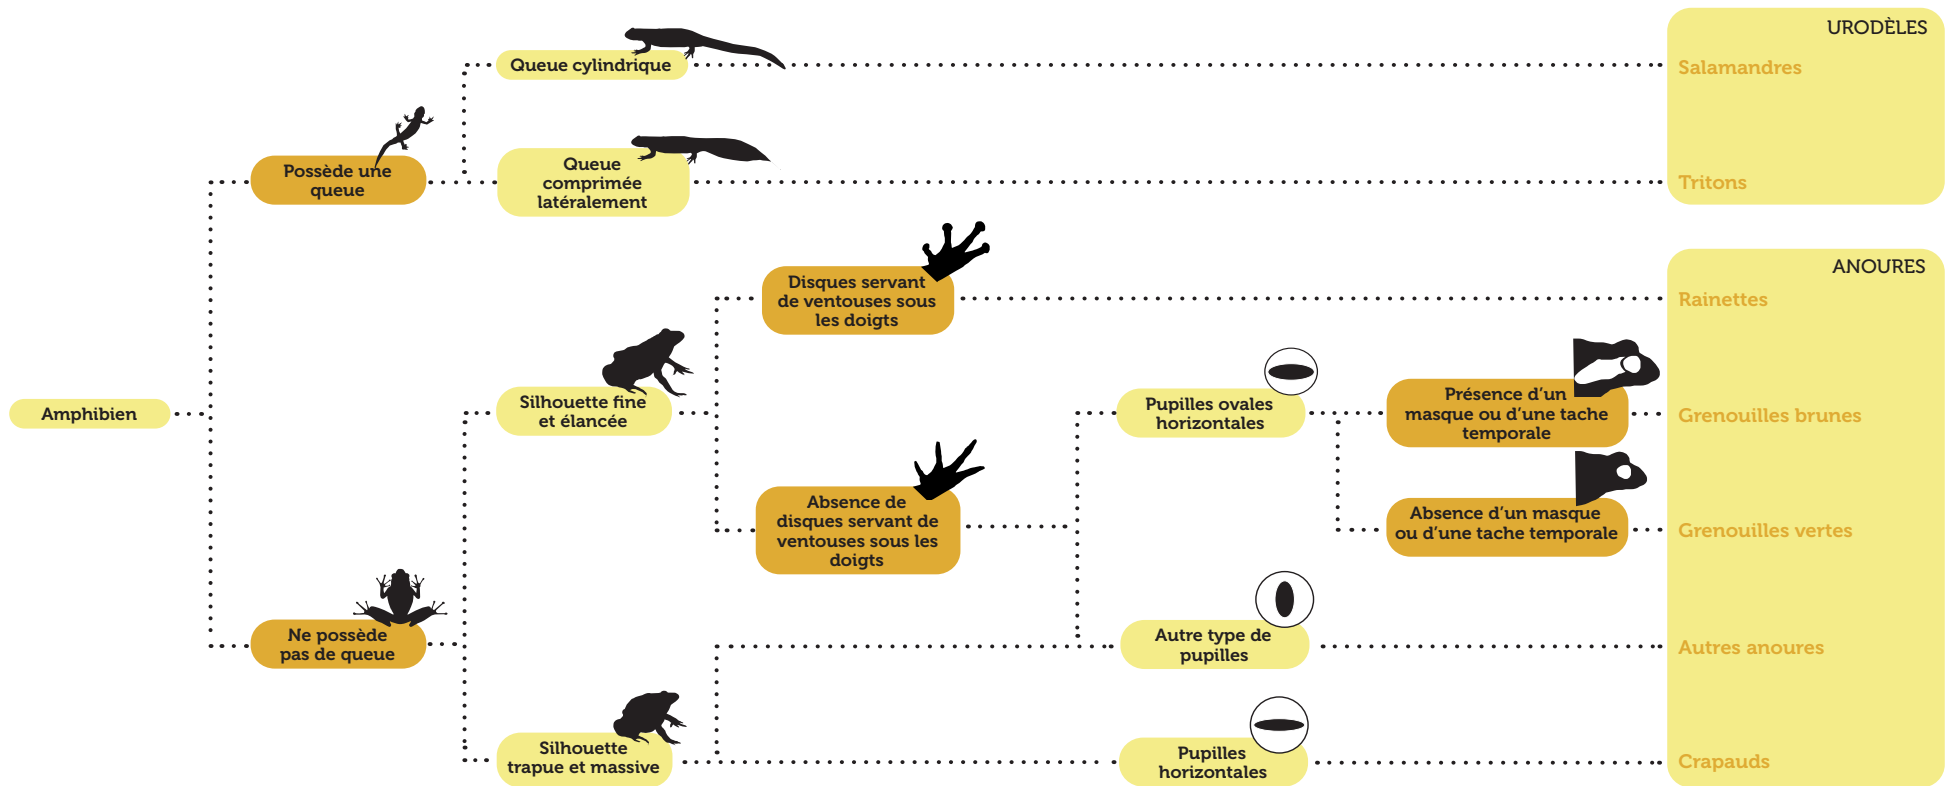 URODÈLES
Queue cylindrique
Salamandres
Possède une
queue
Queue
comprimée
latéralement
Tritons
ANOURES
Disques servant
de ventouses sous
les doigts
Rainettes
Amphibien
Silhouette fine
et élancée
Pupilles ovales
horizontales
Présence d'un
masque ou d'une tache
temporale
Grenouilles brunes
Absence de
disques servant de
ventouses sous les
doigts
Absence d'un masque
ou d'une tache temporale
Grenouilles vertes
Ne possède
pas de queue
Autre type de
pupilles
Autres anoures
Silhouette
trapue et massive
Pupilles
horizontales
Crapauds